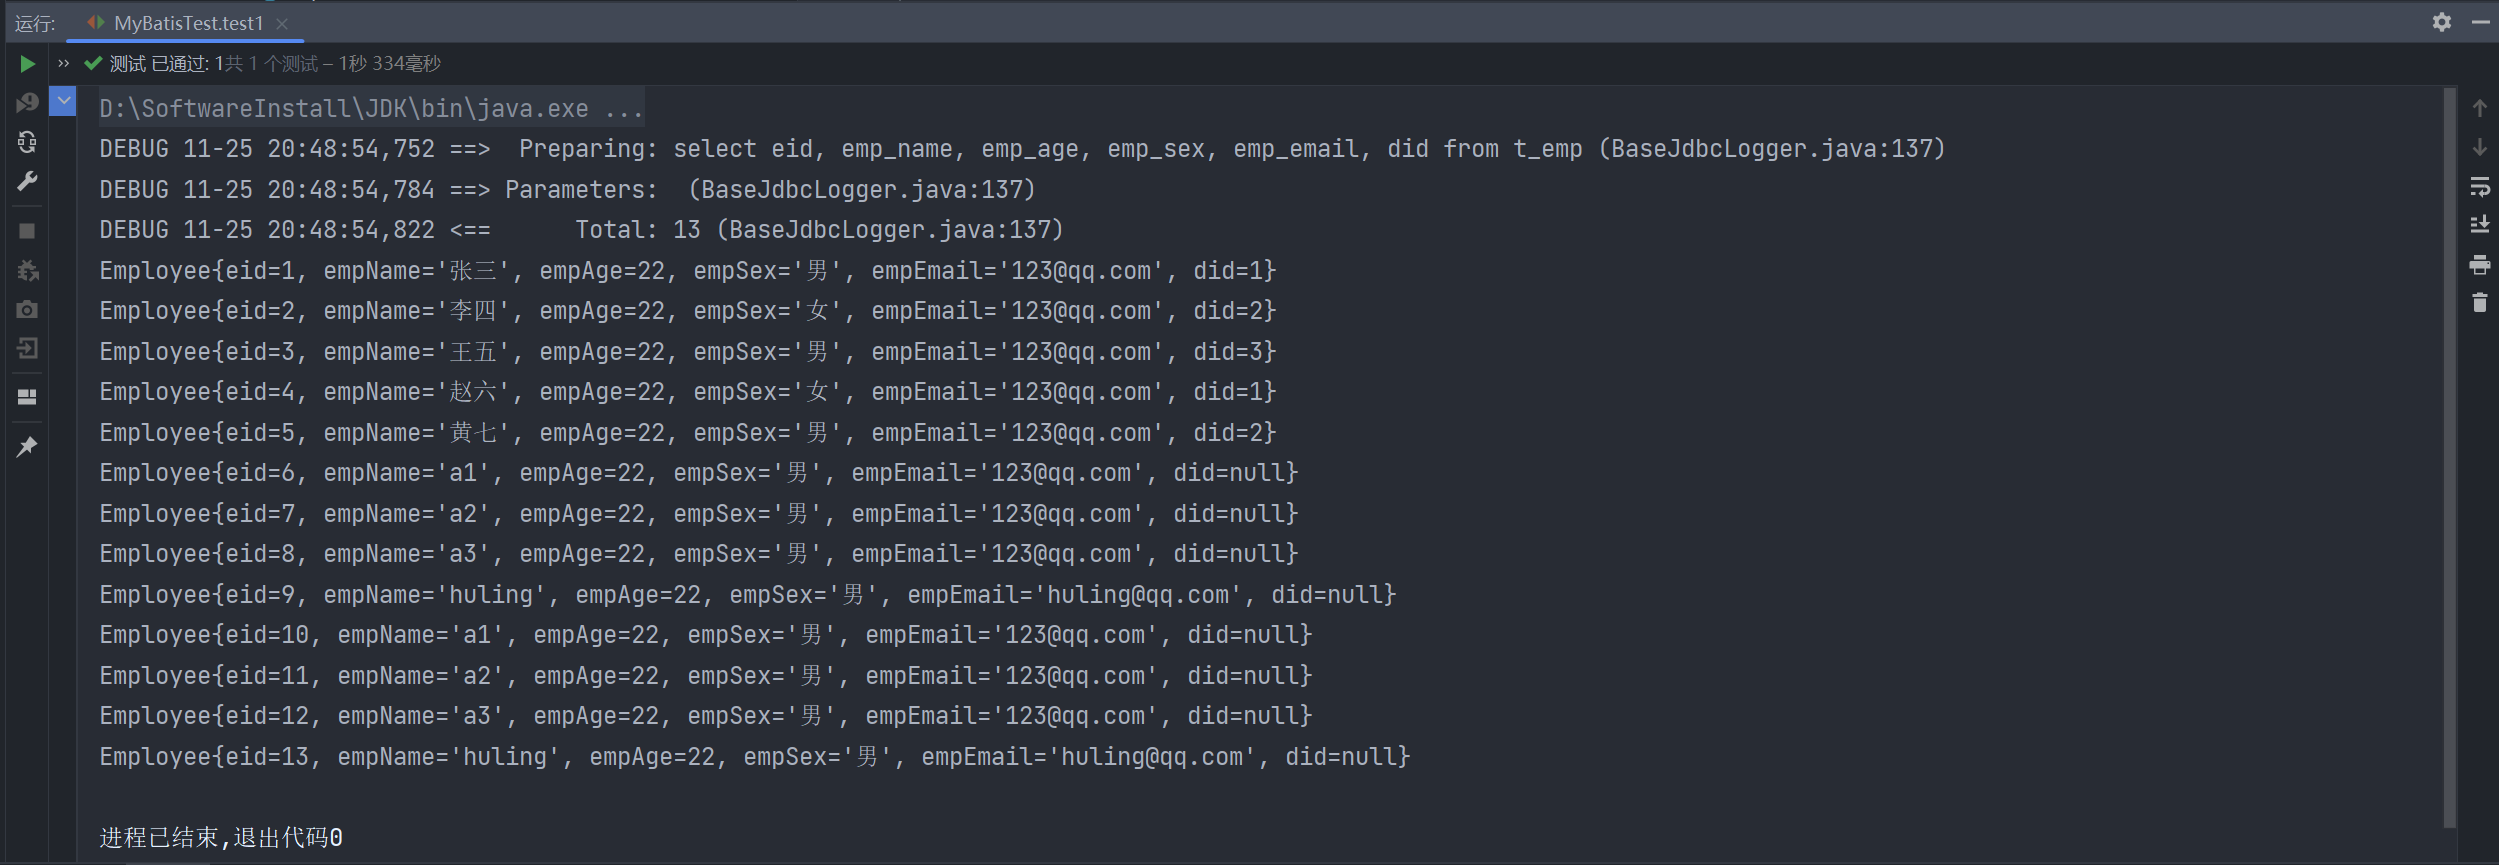 运行: MyBatisTest.test1
测试 已通过: 1共 1 个测试 – 1秒 334毫秒
D:\SoftwareInstall\JDK\bin\java.exe ...
DEBUG 11-25 20:48:54,752 ==>  Preparing: select eid, emp_name, emp_age, emp_sex, emp_email, did from t_emp (BaseJdbcLogger.java:137)
DEBUG 11-25 20:48:54,784 ==> Parameters:  (BaseJdbcLogger.java:137)
DEBUG 11-25 20:48:54,822 <==      Total: 13 (BaseJdbcLogger.java:137)
Employee{eid=1, empName='张三', empAge=22, empSex='男', empEmail='123@qq.com', did=1}
Employee{eid=2, empName='李四', empAge=22, empSex='女', empEmail='123@qq.com', did=2}
Employee{eid=3, empName='王五', empAge=22, empSex='男', empEmail='123@qq.com', did=3}
Employee{eid=4, empName='赵六', empAge=22, empSex='女', empEmail='123@qq.com', did=1}
Employee{eid=5, empName='黄七', empAge=22, empSex='男', empEmail='123@qq.com', did=2}
Employee{eid=6, empName='a1', empAge=22, empSex='男', empEmail='123@qq.com', did=null}
Employee{eid=7, empName='a2', empAge=22, empSex='男', empEmail='123@qq.com', did=null}
Employee{eid=8, empName='a3', empAge=22, empSex='男', empEmail='123@qq.com', did=null}
Employee{eid=9, empName='huling', empAge=22, empSex='男', empEmail='huling@qq.com', did=null}
Employee{eid=10, empName='a1', empAge=22, empSex='男', empEmail='123@qq.com', did=null}
Employee{eid=11, empName='a2', empAge=22, empSex='男', empEmail='123@qq.com', did=null}
Employee{eid=12, empName='a3', empAge=22, empSex='男', empEmail='123@qq.com', did=null}
Employee{eid=13, empName='huling', empAge=22, empSex='男', empEmail='huling@qq.com', did=null}
进程已结束,退出代码0